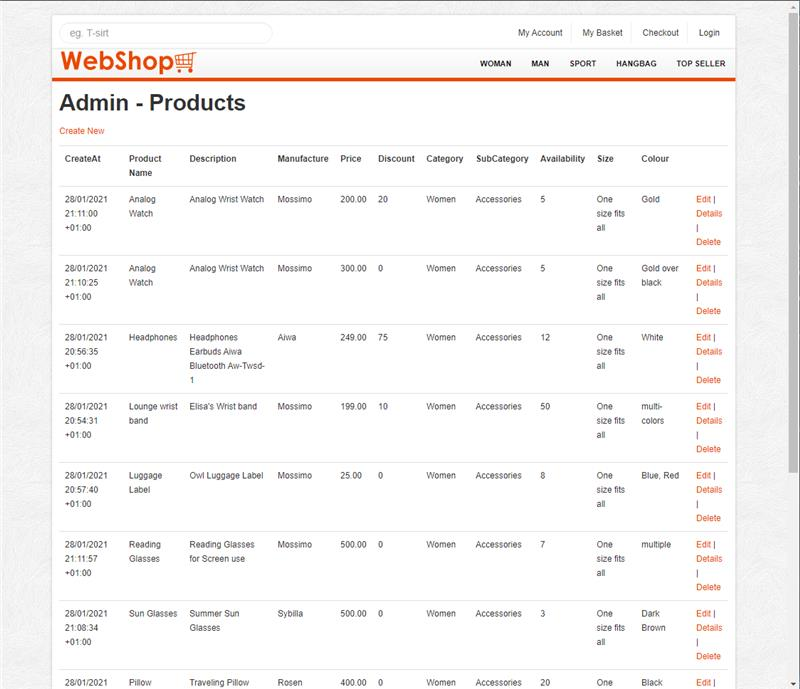 eg. T-sirt
My Account My Basket Checkout Login
WebShop
WOMAN MAN SPORT HANGBAG TOP SELLER
Admin - Products
Create New
CreateAt Product Name Description Manufacture Price Discount Category SubCategory Availability Size Colour
28/01/2021 21:11:00 +01:00 Analog Watch Analog Wrist Watch Mossimo 200.00 20 Women Accessories 5 One size fits all Gold Edit | Details | Delete
28/01/2021 21:10:25 +01:00 Analog Watch Analog Wrist Watch Mossimo 300.00 0 Women Accessories 5 One size fits all Gold over black Edit | Details | Delete
28/01/2021 20:56:35 +01:00 Headphones Headphones Earbuds Aiwa Bluetooth Aw-Twsd-1 Aiwa 249.00 75 Women Accessories 12 One size fits all White Edit | Details | Delete
28/01/2021 20:54:31 +01:00 Lounge wrist band Elisa's Wrist band Mossimo 199.00 10 Women Accessories 50 One size fits all multi-colors Edit | Details | Delete
28/01/2021 20:57:40 +01:00 Luggage Label Owl Luggage Label Mossimo 25.00 0 Women Accessories 8 One size fits all Blue, Red Edit | Details | Delete
28/01/2021 21:11:57 +01:00 Reading Glasses Reading Glasses for Screen use Mossimo 500.00 0 Women Accessories 7 One size fits all multiple Edit | Details | Delete
28/01/2021 21:08:34 +01:00 Sun Glasses Summer Sun Glasses Sybilla 500.00 0 Women Accessories 3 One size fits all Dark Brown Edit | Details | Delete
28/01/2021 Pillow Traveling Pillow Rosen 400.00 0 Women Accessories 20 One Black Edit |